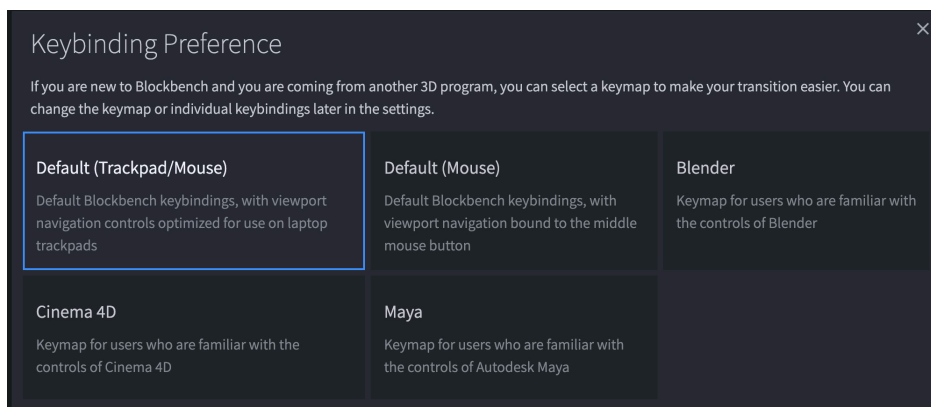 Keybinding Preference
If you are new to Blockbench and you are coming from another 3D program, you can select a keymap to make your transition easier. You can
change the keymap or individual keybindings later in the settings.
Default (Trackpad/Mouse)
Default Blockbench keybindings, with viewport
navigation controls optimized for use on laptop
trackpads
Default (Mouse)
Default Blockbench keybindings, with
viewport navigation bound to the middle
mouse button
Blender
Keymap for users who are familiar with
the controls of Blender
Cinema 4D
Keymap for users who are familiar with the
controls of Cinema 4D
Maya
Keymap for users who are familiar with
the controls of Autodesk Maya